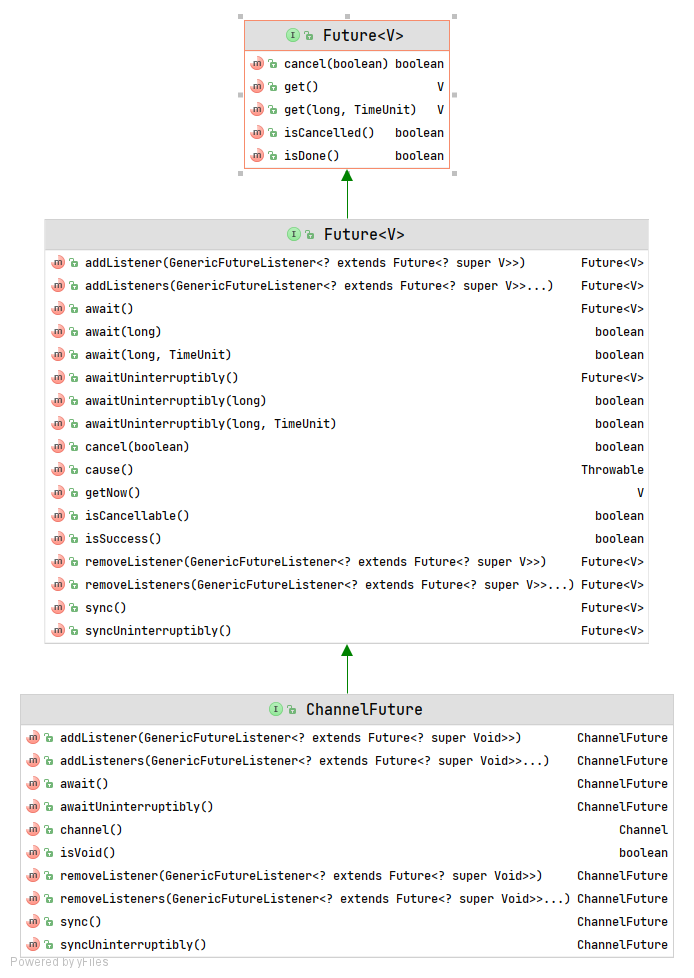 Future<V>
cancel(boolean) boolean
get() V
get(long, TimeUnit) V
isCancelled() boolean
isDone() boolean
Future<V>
addListener(GenericFutureListener<? extends Future<? super V>>) Future<V>
addListeners(GenericFutureListener<? extends Future<? super V>>...) Future<V>
await() Future<V>
await(long) boolean
await(long, TimeUnit) boolean
awaitUninterruptibly() Future<V>
awaitUninterruptibly(long) boolean
awaitUninterruptibly(long, TimeUnit) boolean
cancel(boolean) boolean
cause() Throwable
getNow() V
isCancellable() boolean
isSuccess() boolean
removeListener(GenericFutureListener<? extends Future<? super V>>) Future<V>
removeListeners(GenericFutureListener<? extends Future<? super V>>...) Future<V>
sync() Future<V>
syncUninterruptibly() Future<V>
ChannelFuture
addListener(GenericFutureListener<? extends Future<? super Void>>) ChannelFuture
addListeners(GenericFutureListener<? extends Future<? super Void>>...) ChannelFuture
await() ChannelFuture
awaitUninterruptibly() ChannelFuture
channel() Channel
isVoid() boolean
removeListener(GenericFutureListener<? extends Future<? super Void>>) ChannelFuture
removeListeners(GenericFutureListener<? extends Future<? super Void>>...) ChannelFuture
sync() ChannelFuture
syncUninterruptibly() ChannelFuture
Powered by yFiles